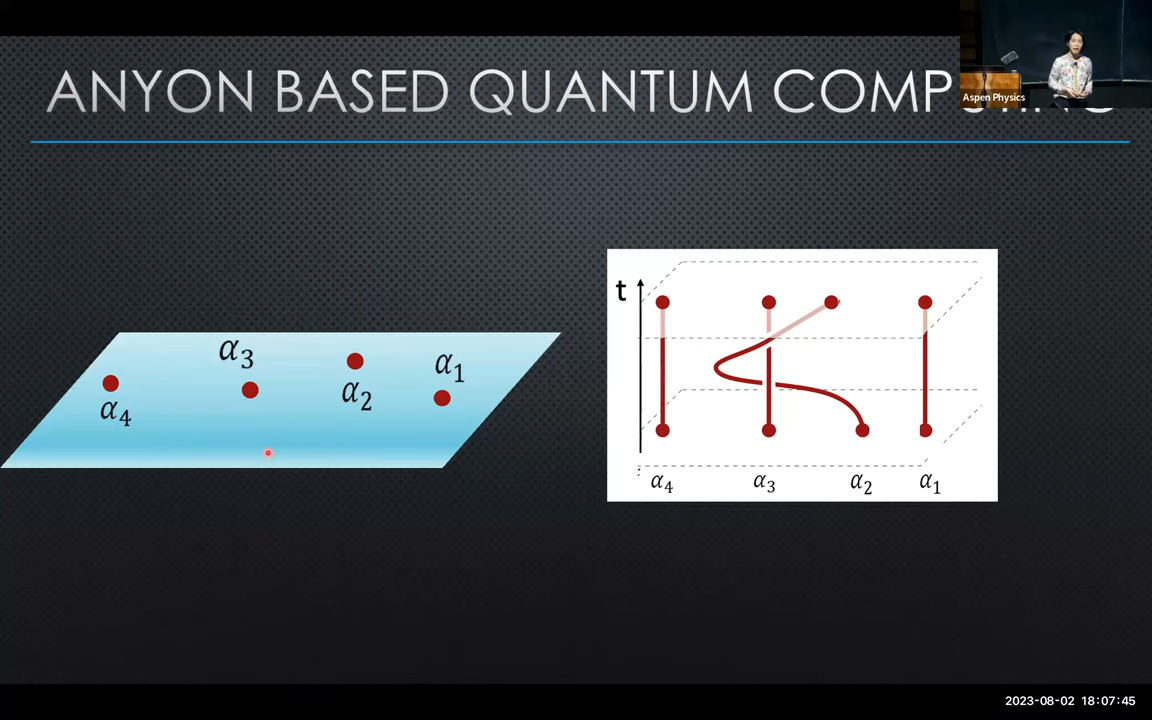 ANYON BASED QUANTUM COMP
Aspen Physics
t
α3
α1
α2
α4
α4 α3 α2 α1
2023-08-02 18:07:45